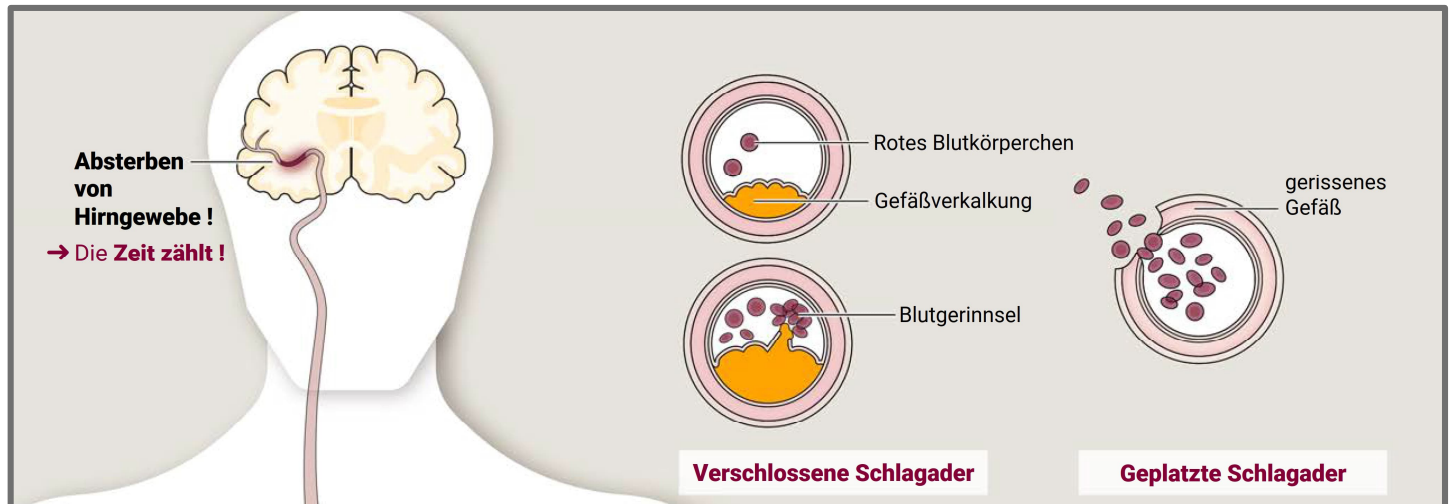 Absterben
von
Hirngewebe !
→ Die Zeit zählt !
Rotes Blutkörperchen
Gefäßverkalkung
Blutgerinnsel
Verschlossene Schlagader
gerissenes
Gefäß
Geplatzte Schlagader